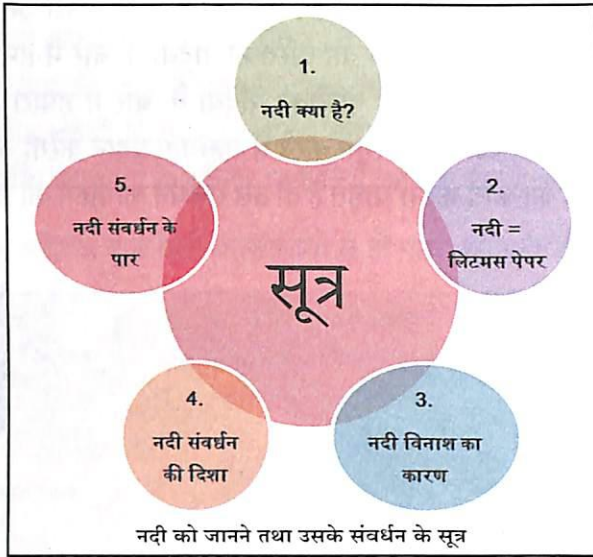 1.
नदी क्या है?
2.
नदी =
लिटमस पेपर
3.
नदी विनाश का
कारण
4.
नदी संवर्धन
की दिशा
5.
नदी संवर्धन के
पार
सूत्र
नदी को जानने तथा उसके संवर्धन के सूत्र